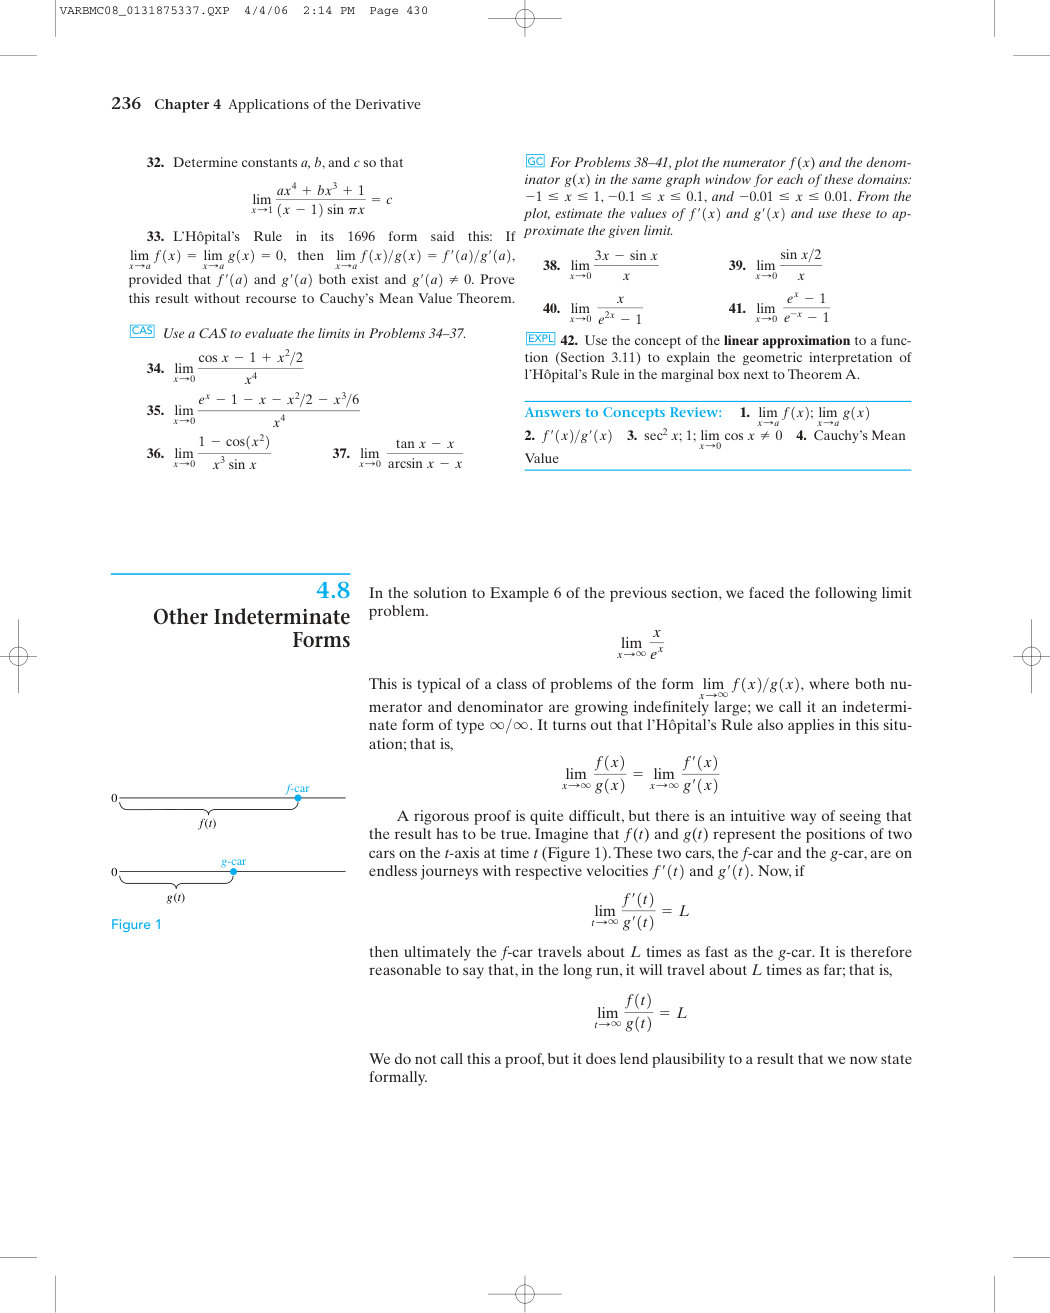 VARBMC08_0131875337.QXP 4/4/06 2:14 PM Page 430
236 Chapter 4 Applications of the Derivative
32. Determine constants a, b, and c so that
lim_{x→1} (ax⁴ + bx³ + 1)/((x − 1) sin πx) = c
33. L'Hôpital's Rule in its 1696 form said this: If
lim_{x→a} f(x) = lim_{x→a} g(x) = 0, then lim_{x→a} f(x)/g(x) = f′(a)/g′(a),
provided that f′(a) and g′(a) both exist and g′(a) ≠ 0. Prove
this result without recourse to Cauchy's Mean Value Theorem.
CAS Use a CAS to evaluate the limits in Problems 34–37.
34. lim_{x→0} (cos x − 1 + x²/2)/x⁴
35. lim_{x→0} (eˣ − 1 − x − x²/2 − x³/6)/x⁴
36. lim_{x→0} (1 − cos(x²))/(x³ sin x) 37. lim_{x→0} (tan x − x)/(arcsin x − x)
GC For Problems 38–41, plot the numerator f(x) and the denom-
inator g(x) in the same graph window for each of these domains:
−1 ≤ x ≤ 1, −0.1 ≤ x ≤ 0.1, and −0.01 ≤ x ≤ 0.01. From the
plot, estimate the values of f′(x) and g′(x) and use these to ap-
proximate the given limit.
38. lim_{x→0} (3x − sin x)/x 39. lim_{x→0} (sin x/2)/x
40. lim_{x→0} x/(e²ˣ − 1) 41. lim_{x→0} (eˣ − 1)/(e⁻ˣ − 1)
EXPL 42. Use the concept of the linear approximation to a func-
tion (Section 3.11) to explain the geometric interpretation of
l'Hôpital's Rule in the marginal box next to Theorem A.
Answers to Concepts Review: 1. lim_{x→a} f(x); lim_{x→a} g(x)
2. f′(x)/g′(x) 3. sec² x; 1; lim_{x→0} cos x ≠ 0 4. Cauchy's Mean
Value
4.8
Other Indeterminate
Forms
In the solution to Example 6 of the previous section, we faced the following limit
problem.
lim_{x→∞} x/eˣ
This is typical of a class of problems of the form lim_{x→∞} f(x)/g(x), where both nu-
merator and denominator are growing indefinitely large; we call it an indetermi-
nate form of type ∞/∞. It turns out that l'Hôpital's Rule also applies in this situ-
ation; that is,
lim_{x→∞} f(x)/g(x) = lim_{x→∞} f′(x)/g′(x)
A rigorous proof is quite difficult, but there is an intuitive way of seeing that
the result has to be true. Imagine that f(t) and g(t) represent the positions of two
cars on the t-axis at time t (Figure 1). These two cars, the f-car and the g-car, are on
endless journeys with respective velocities f′(t) and g′(t). Now, if
lim_{t→∞} f′(t)/g′(t) = L
then ultimately the f-car travels about L times as fast as the g-car. It is therefore
reasonable to say that, in the long run, it will travel about L times as far; that is,
lim_{t→∞} f(t)/g(t) = L
We do not call this a proof, but it does lend plausibility to a result that we now state
formally.
f-car
0
f(t)
g-car
0
g(t)
Figure 1